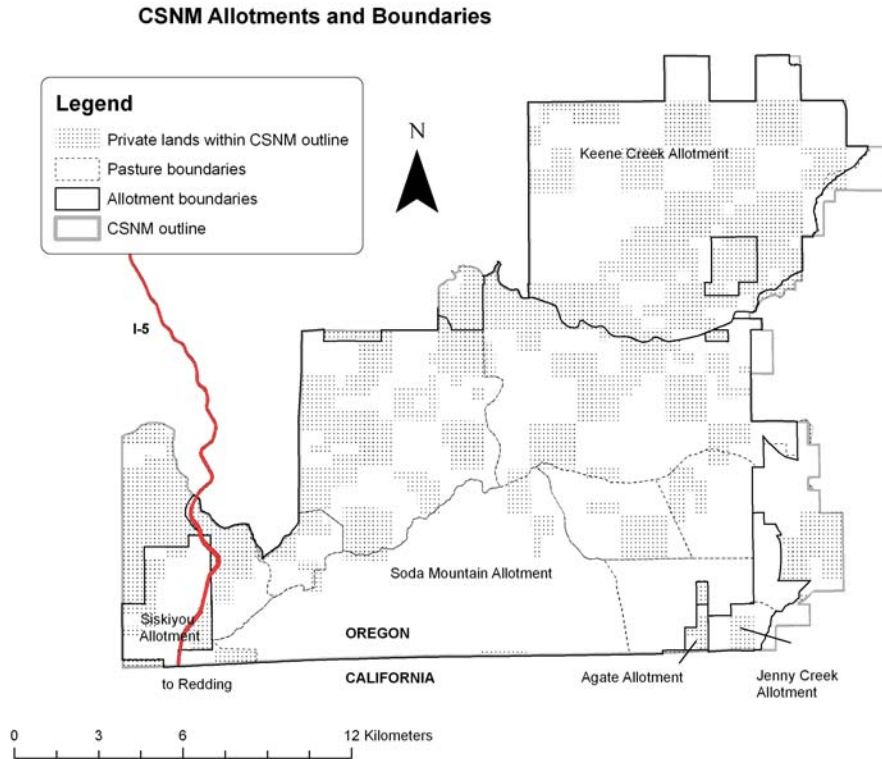 CSNM Allotments and Boundaries
Legend
Private lands within CSNM outline
Pasture boundaries
Allotment boundaries
CSNM outline
N
Keene Creek Allotment
I-5
Soda Mountain Allotment
Siskiyou
Allotment
OREGON
CALIFORNIA
to Redding
Agate Allotment
Jenny Creek
Allotment
0 3 6 12 Kilometers